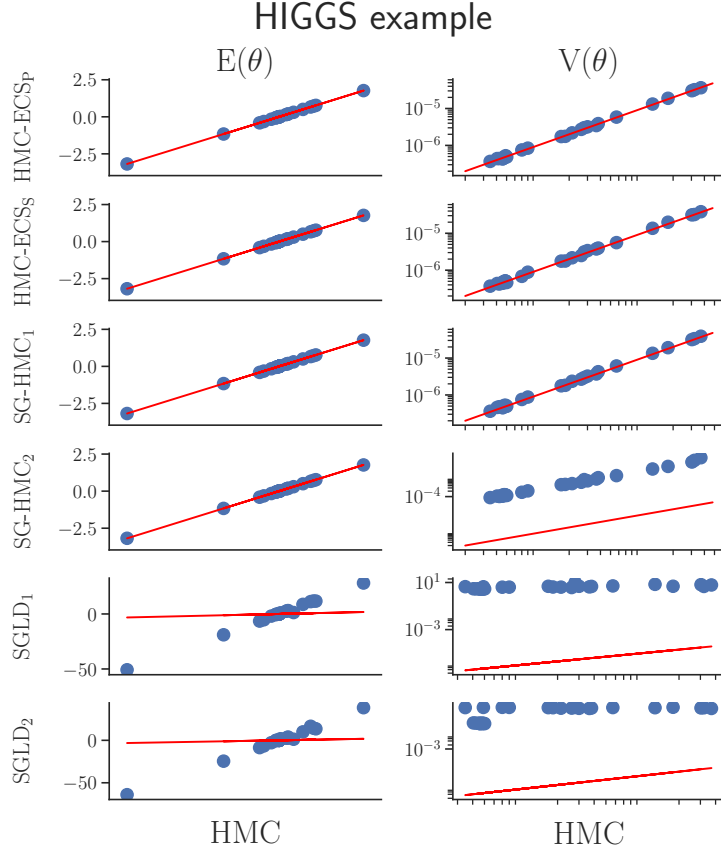 HIGGS example
E(θ)
V(θ)
HMC-ECS_P
2.5
0.0
−2.5
10^{-5}
10^{-6}
HMC-ECS_S
2.5
0.0
−2.5
10^{-5}
10^{-6}
SG-HMC_1
2.5
0.0
−2.5
10^{-5}
10^{-6}
SG-HMC_2
2.5
0.0
−2.5
10^{-4}
SGLD_1
0
−50
10^{1}
10^{-3}
SGLD_2
0
−50
10^{-3}
HMC
HMC